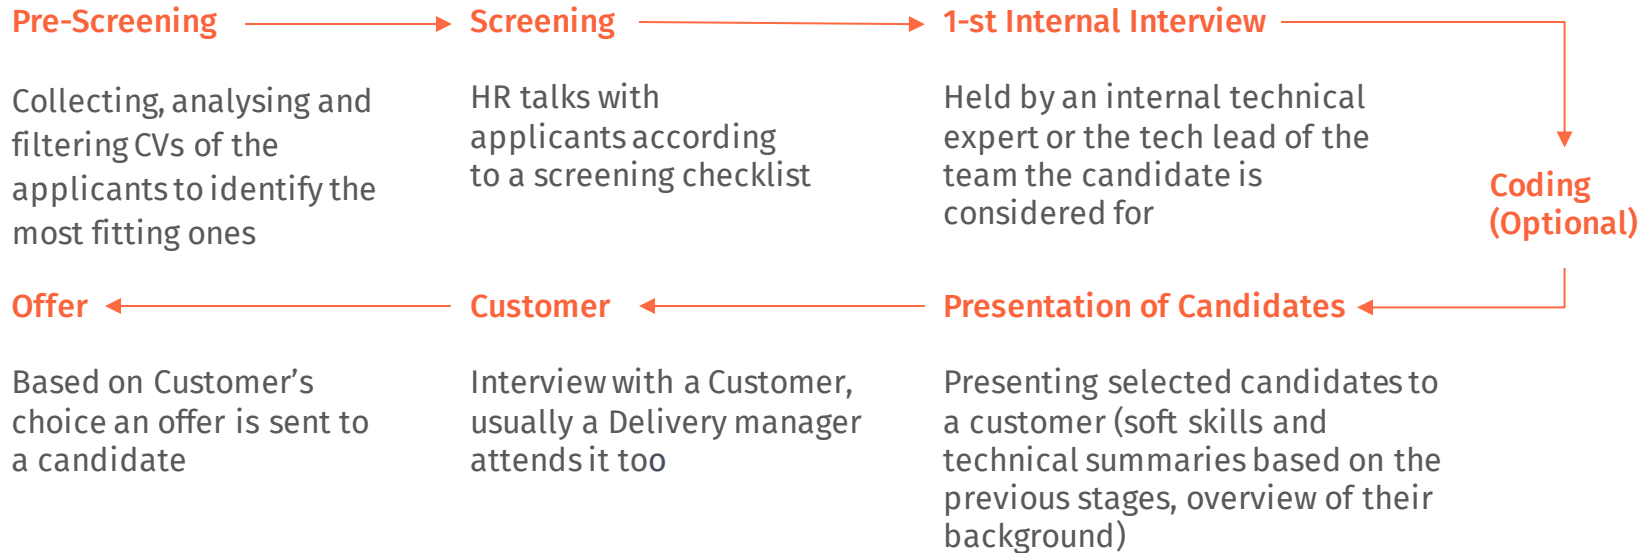 Pre-Screening
Collecting, analysing and
filtering CVs of the
applicants to identify the
most fitting ones
Screening
HR talks with
applicants according
to a screening checklist
1-st Internal Interview
Held by an internal technical
expert or the tech lead of the
team the candidate is
considered for
Coding
(Optional)
Presentation of Candidates
Presenting selected candidates to
a customer (soft skills and
technical summaries based on the
previous stages, overview of their
background)
Customer
Interview with a Customer,
usually a Delivery manager
attends it too
Offer
Based on Customer’s
choice an offer is sent to
a candidate